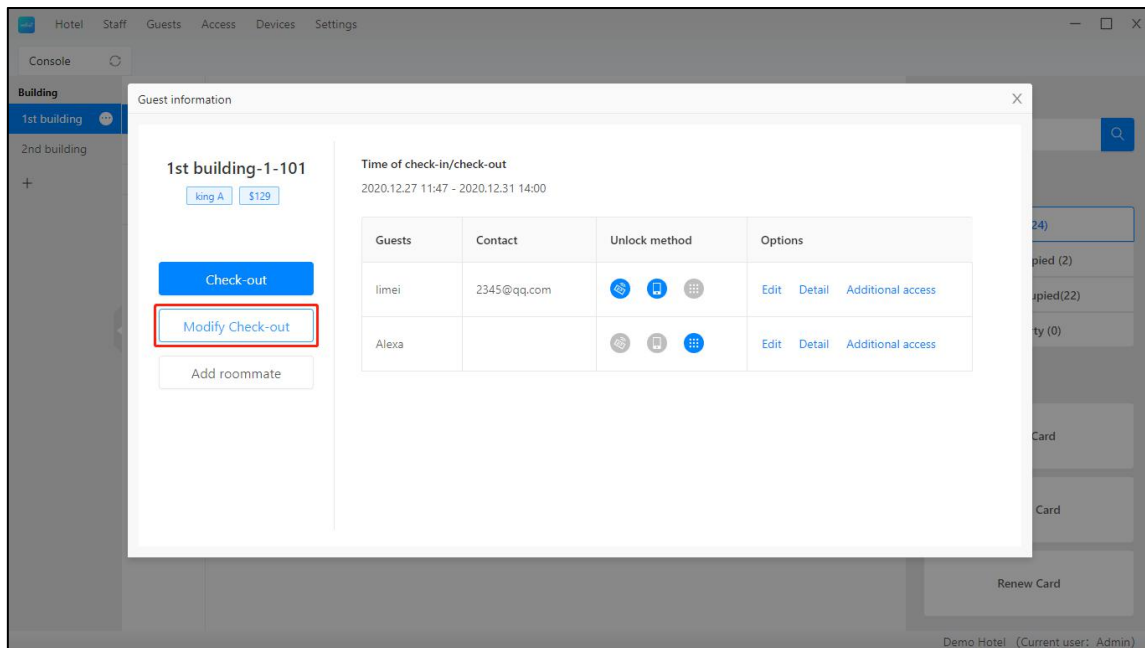 Hotel Staff Guests Access Devices Settings
Console
Building
1st building
2nd building
Guest information
1st building-1-101
king A $129
Check-out
Modify Check-out
Add roommate
Time of check-in/check-out
2020.12.27 11:47 - 2020.12.31 14:00
Guests Contact Unlock method Options
limei 2345@qq.com Edit Detail Additional access
Alexa Edit Detail Additional access
24)
pied (2)
upied(22)
ty (0)
Card
Card
Renew Card
Demo Hotel (Current user: Admin)